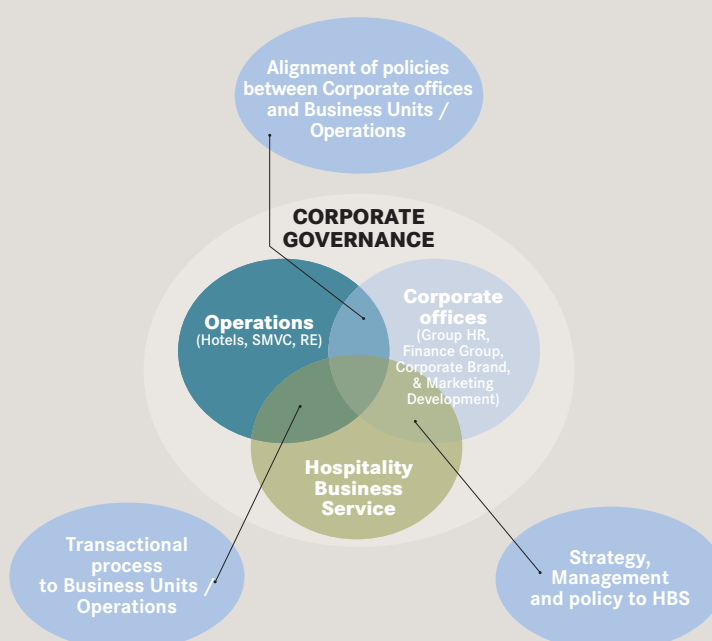 Alignment of policies
between Corporate offices
and Business Units /
Operations
CORPORATE
GOVERNANCE
Operations
(Hotels, SMVC, RE)
Corporate
offices
(Group HR,
Finance Group,
Corporate Brand,
& Marketing
Development)
Hospitality
Business
Service
Transactional
process
to Business Units /
Operations
Strategy,
Management
and policy to HBS